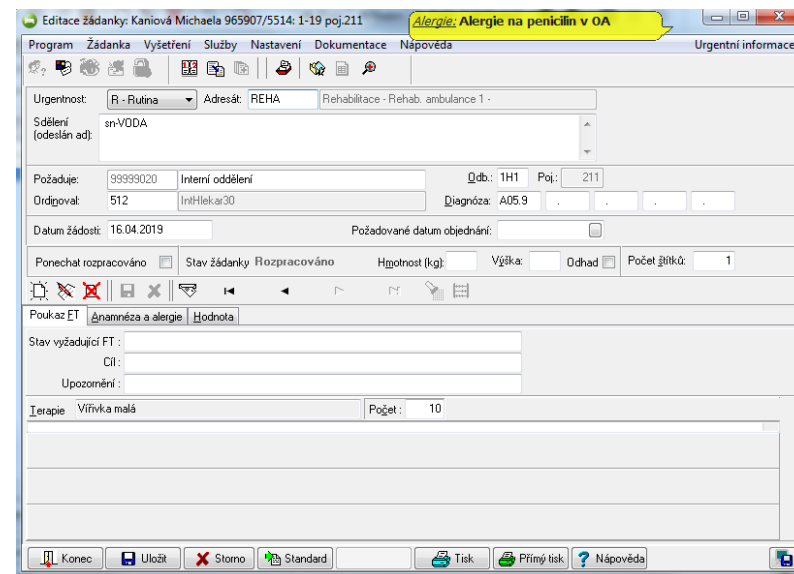 Editace žádanky: Kaniová Michaela 965907/5514: 1-19 poj.211
Alergie: Alergie na penicilin v OA
Program Žádanka Vyšetření Služby Nastavení Dokumentace Nápověda Urgentní informace
Urgentnost: R - Rutina Adresát: REHA Rehabilitace - Rehab. ambulance 1 -
Sdělení
(odeslán ad): sn-VODA
Požaduje: 99999020 Interní oddělení Odb.: 1H1 Poj.: 211
Ordinoval: 512 IntHlekar30 Diagnóza: A05.9 . . . .
Datum žádosti: 16.04.2019 Požadované datum objednání:
Ponechat rozpracováno Stav žádanky Rozpracováno Hmotnost (kg): Výška: Odhad Počet štítků: 1
Poukaz FT Anamnéza a alergie Hodnota
Stav vyžadující FT :
Cíl :
Upozornění :
Terapie Vířivka malá Počet : 10
Konec Uložit Storno Standard Tisk Přímý tisk Nápověda